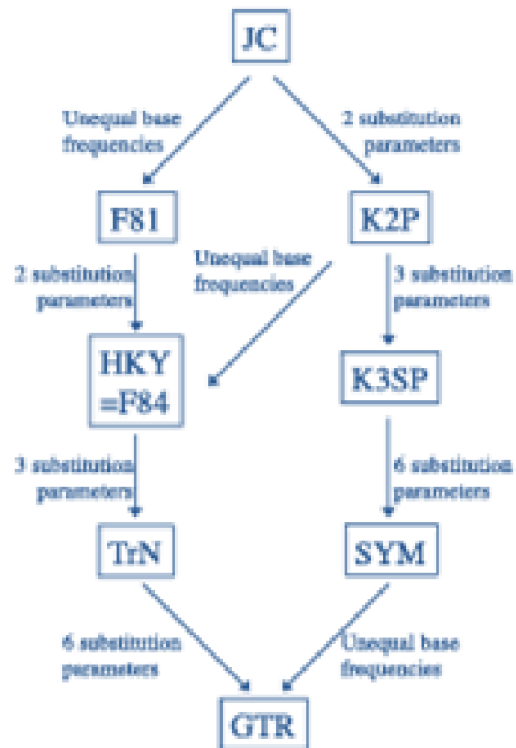 JC
Unequal base
frequencies
2 substitution
parameters
F81
K2P
2 substitution
parameters
Unequal base
frequencies
3 substitution
parameters
HKY
=F84
K3SP
3 substitution
parameters
6 substitution
parameters
TrN
SYM
6 substitution
parameters
Unequal base
frequencies
GTR